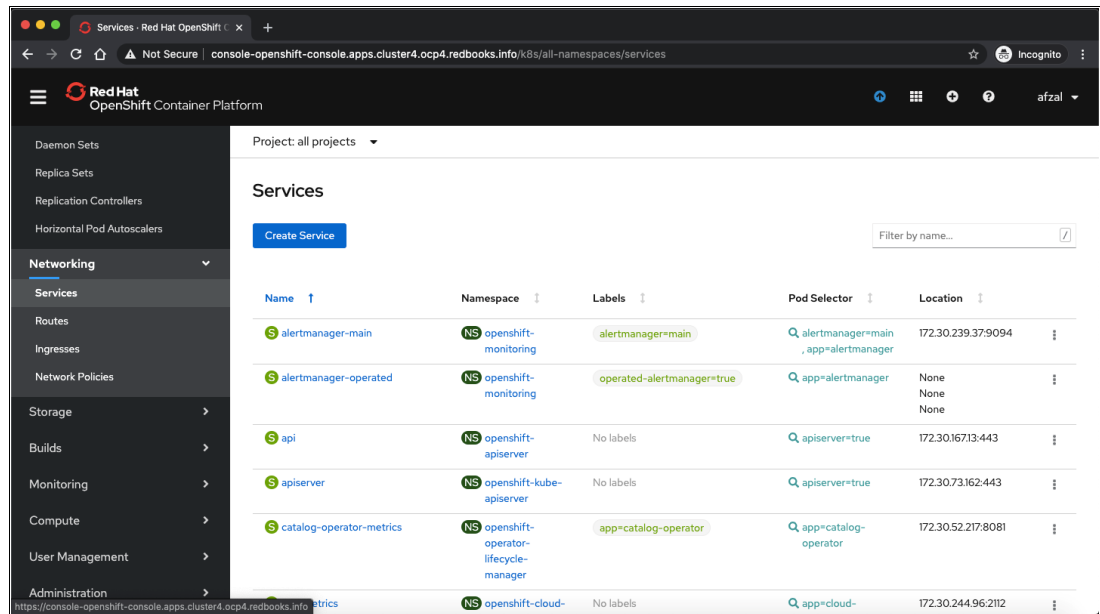 Services · Red Hat OpenShift C
Not Secure | console-openshift-console.apps.cluster4.ocp4.redbooks.info/k8s/all-namespaces/services
Incognito
Red Hat
OpenShift Container Platform
afzal
Daemon Sets
Replica Sets
Replication Controllers
Horizontal Pod Autoscalers
Networking
Services
Routes
Ingresses
Network Policies
Storage
Builds
Monitoring
Compute
User Management
Administration
https://console-openshift-console.apps.cluster4.ocp4.redbooks.info
Project: all projects
Services
Create Service
Filter by name...
/
Name Namespace Labels Pod Selector Location
S alertmanager-main NS openshift- alertmanager=main alertmanager=main 172.30.239.37:9094
monitoring , app=alertmanager
S alertmanager-operated NS openshift- operated-alertmanager=true app=alertmanager None
monitoring None
None
S api NS openshift- No labels apiserver=true 172.30.167.13:443
apiserver
S apiserver NS openshift-kube- No labels apiserver=true 172.30.73.162:443
apiserver
S catalog-operator-metrics NS openshift- app=catalog-operator app=catalog- 172.30.52.217:8081
operator- operator
lifecycle-
manager
etrics NS openshift-cloud- No labels app=cloud- 172.30.244.96:2112